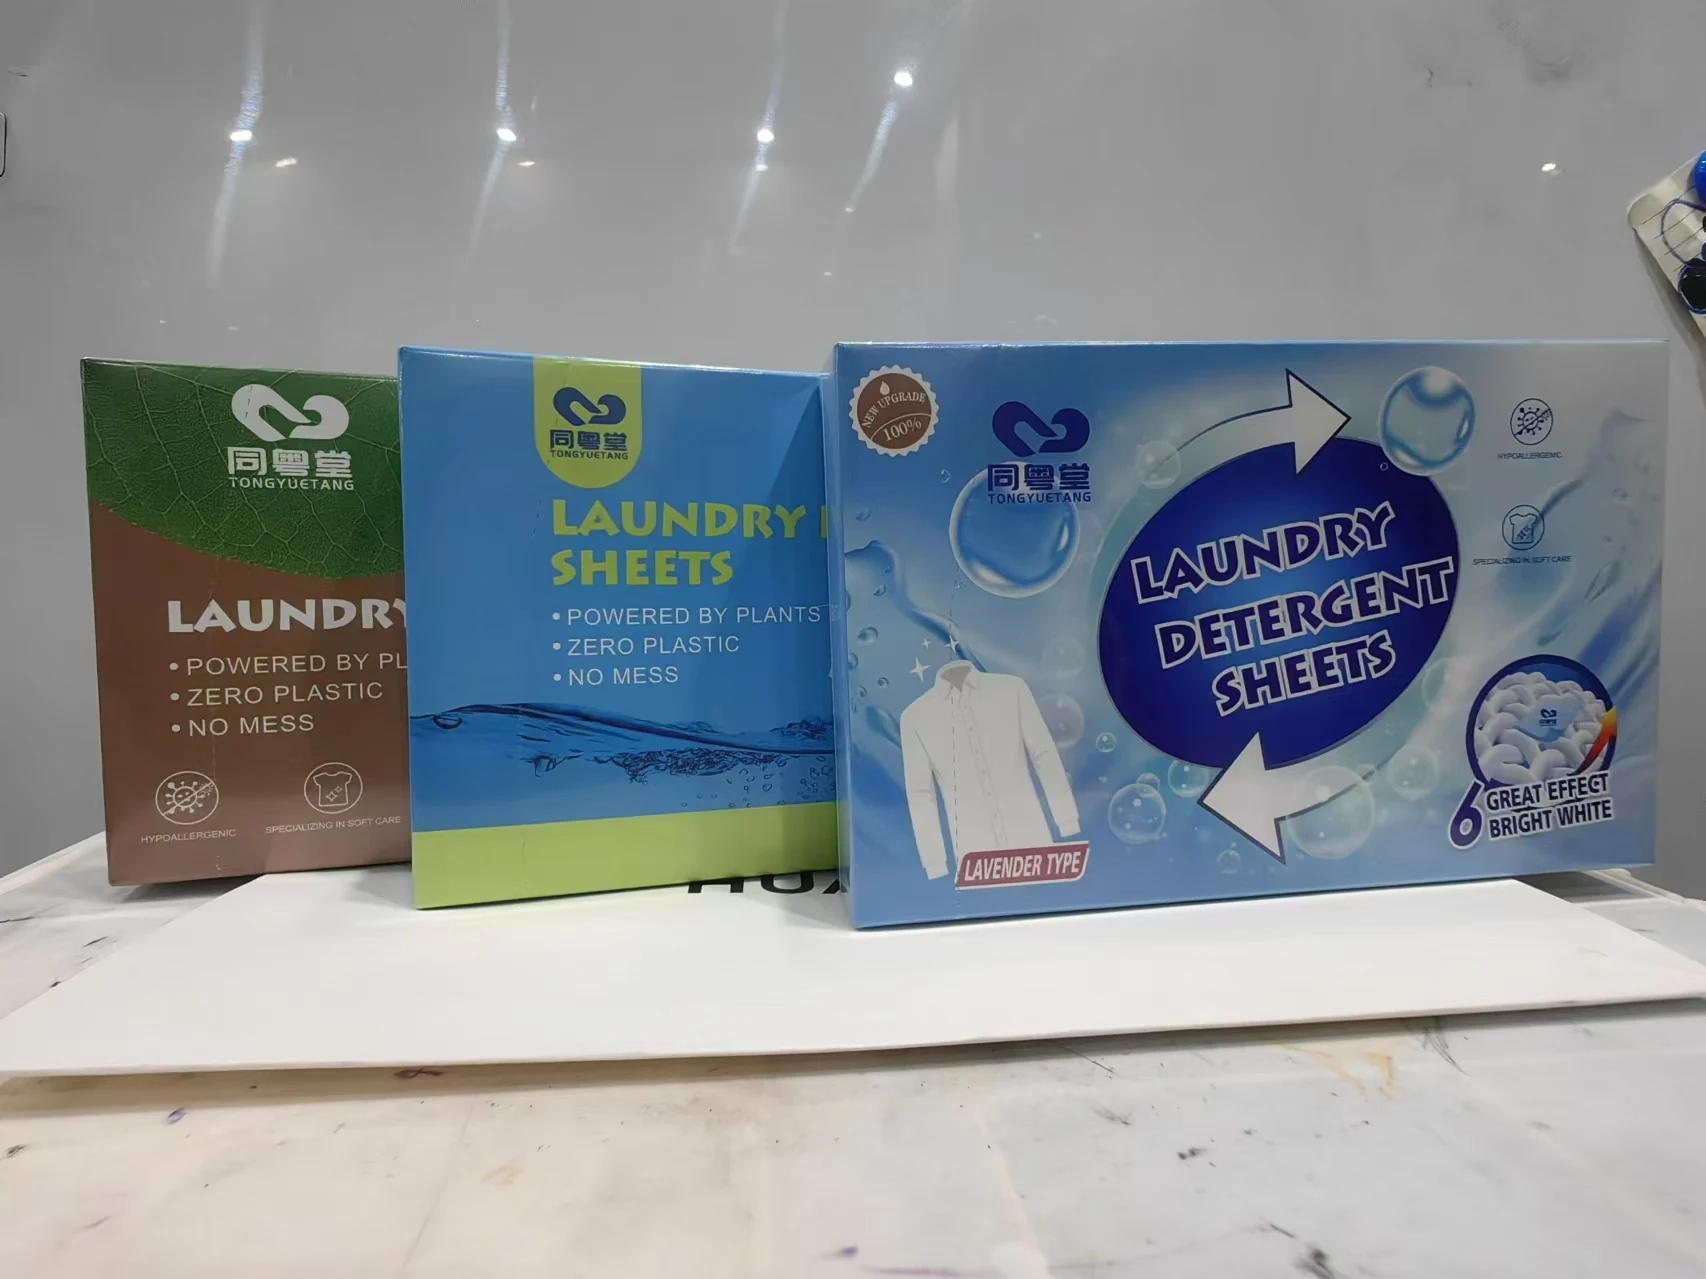 同粤堂
TONGYUETANG
LAUNDRY
• POWERED BY PL
• ZERO PLASTIC
• NO MESS
HYPOALLERGENIC
SPECIALIZING IN SOFT CARE
同粤堂
TONGYUETANG
LAUNDRY
SHEETS
• POWERED BY PLANTS
• ZERO PLASTIC
• NO MESS
NEW UPGRADE
100%
同粤堂
TONGYUETANG
LAUNDRY
DETERGENT
SHEETS
HYPOALLERGENIC
SPECIALIZING IN SOFT CARE
LAVENDER TYPE
6 GREAT EFFECT
BRIGHT WHITE